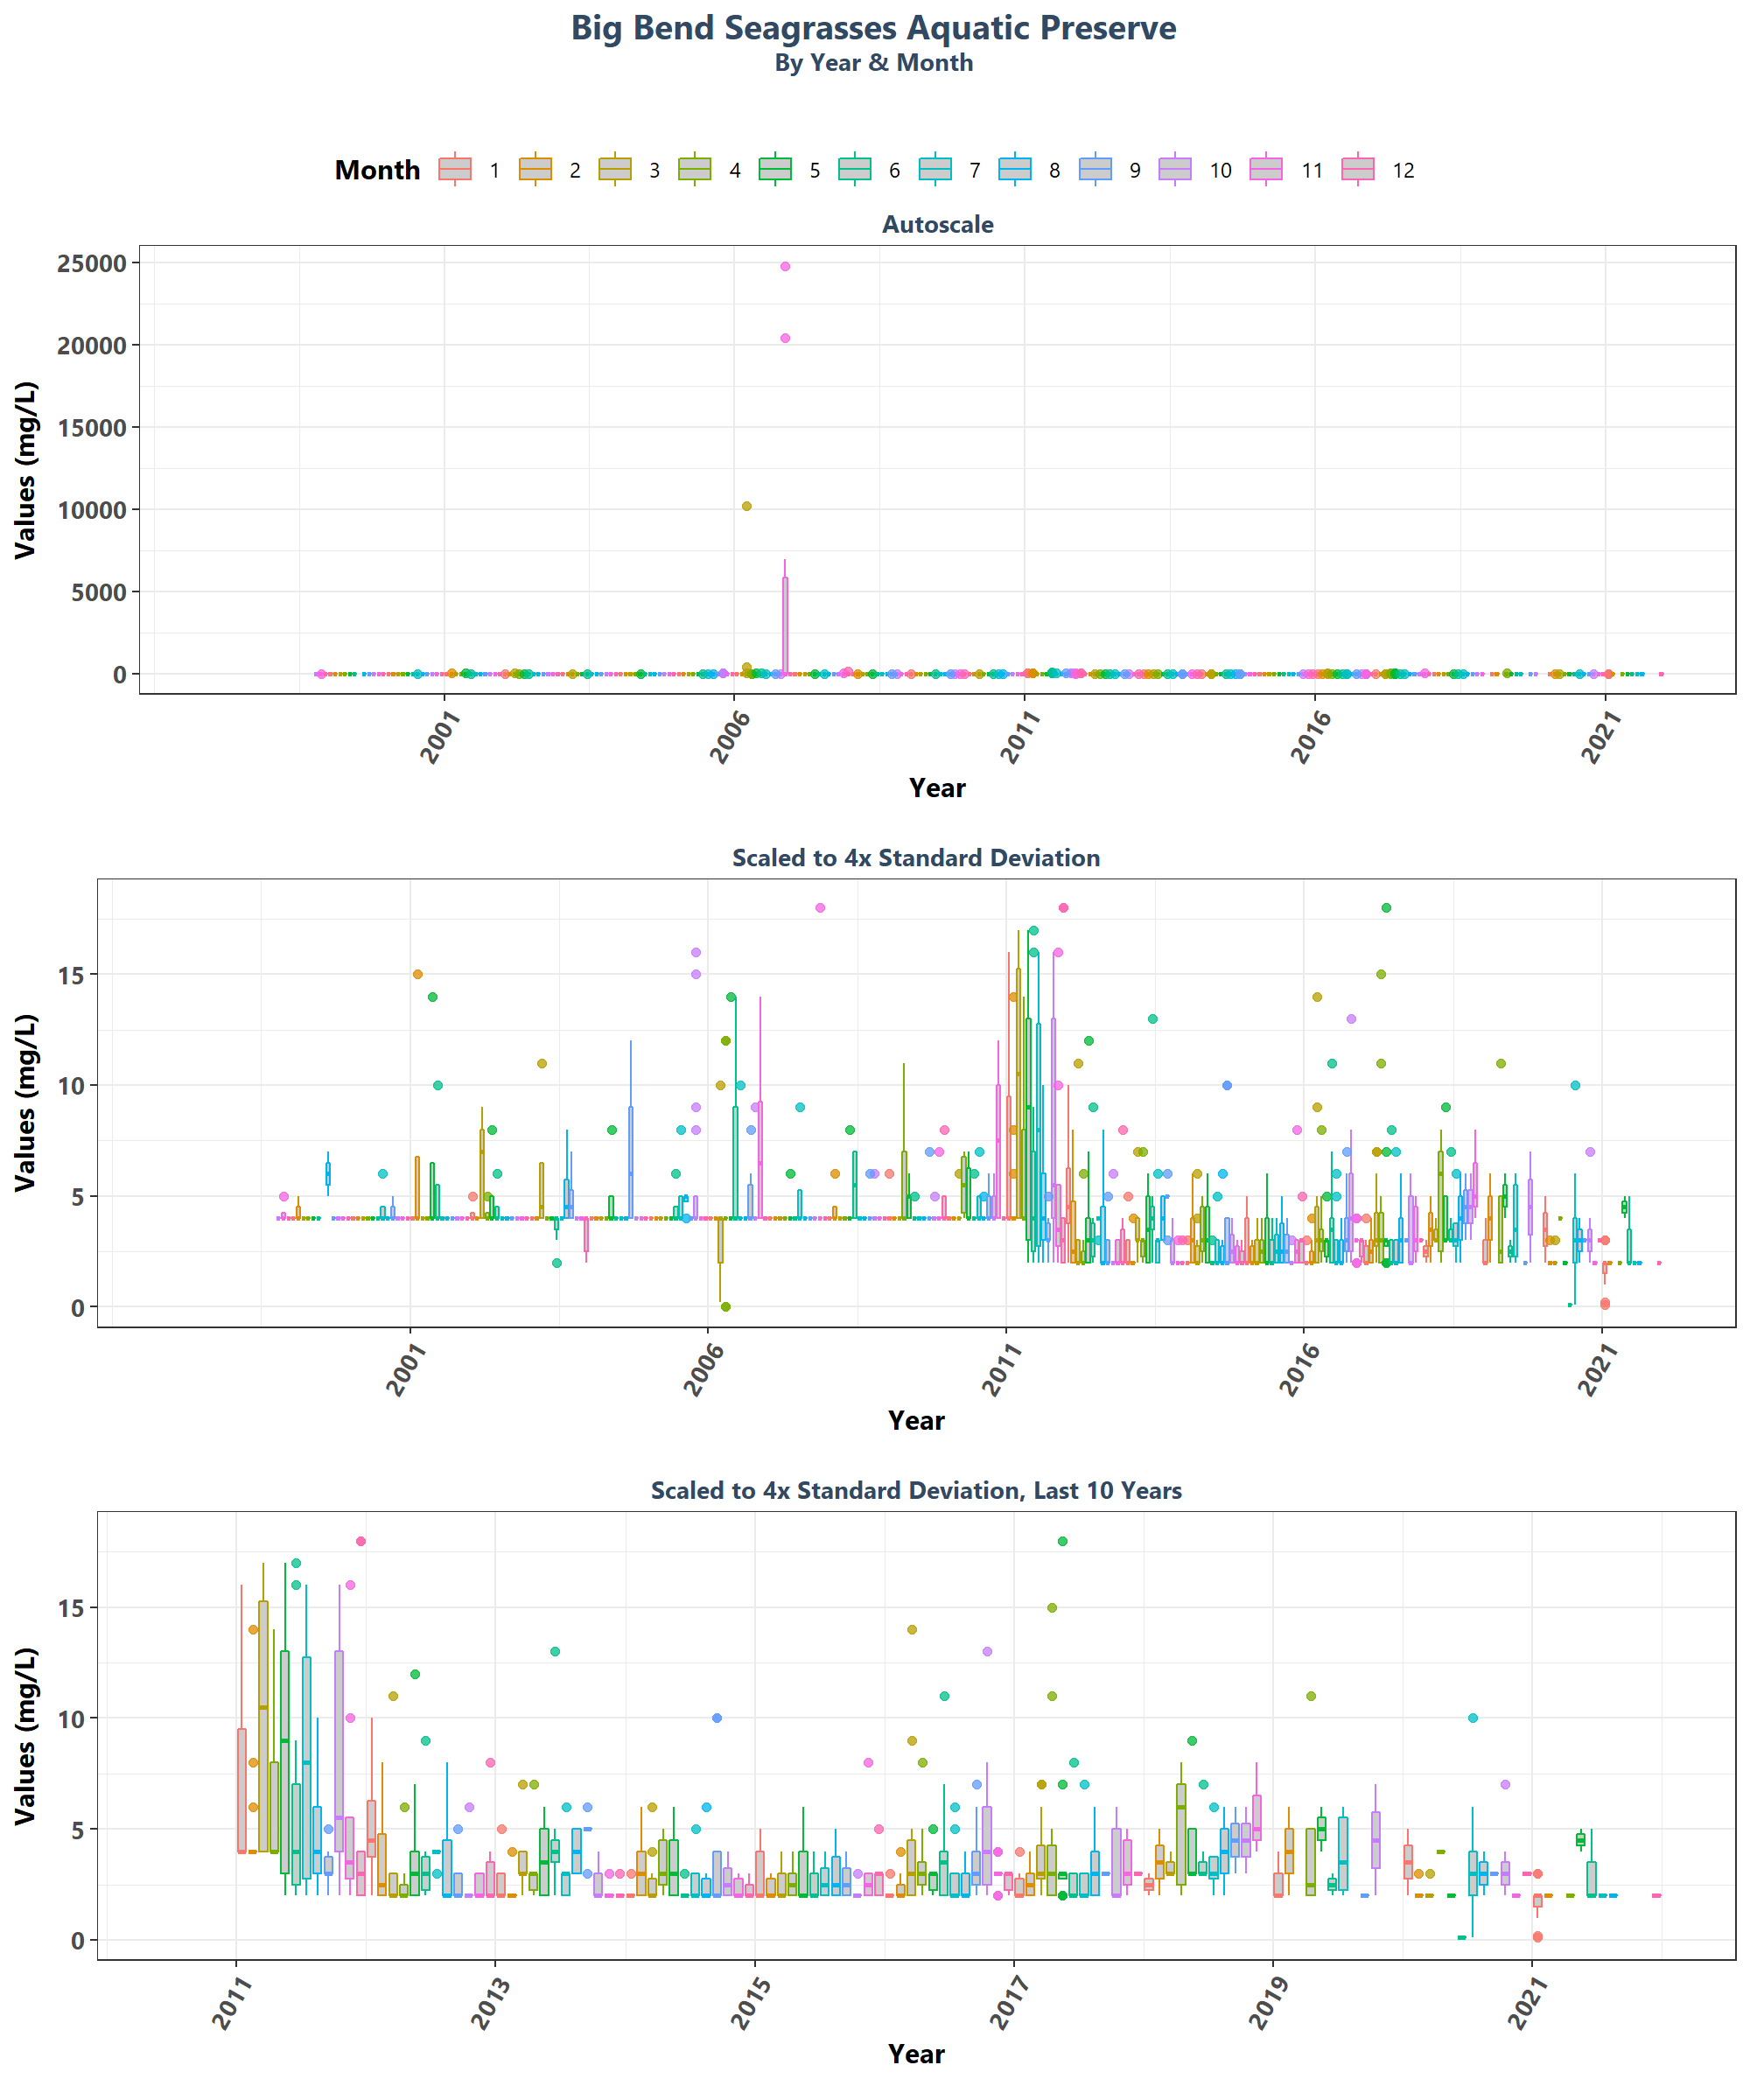 Big Bend Seagrasses Aquatic Preserve
By Year & Month
Month 1 2 3 4 5 6 7 8 9 10 11 12
Autoscale
25000
20000
15000
10000
5000
0
Values (mg/L)
2001 2006 2011 2016 2021
Year
Scaled to 4x Standard Deviation
15
10
5
0
Values (mg/L)
2001 2006 2011 2016 2021
Year
Scaled to 4x Standard Deviation, Last 10 Years
15
10
5
0
Values (mg/L)
2011 2013 2015 2017 2019 2021
Year